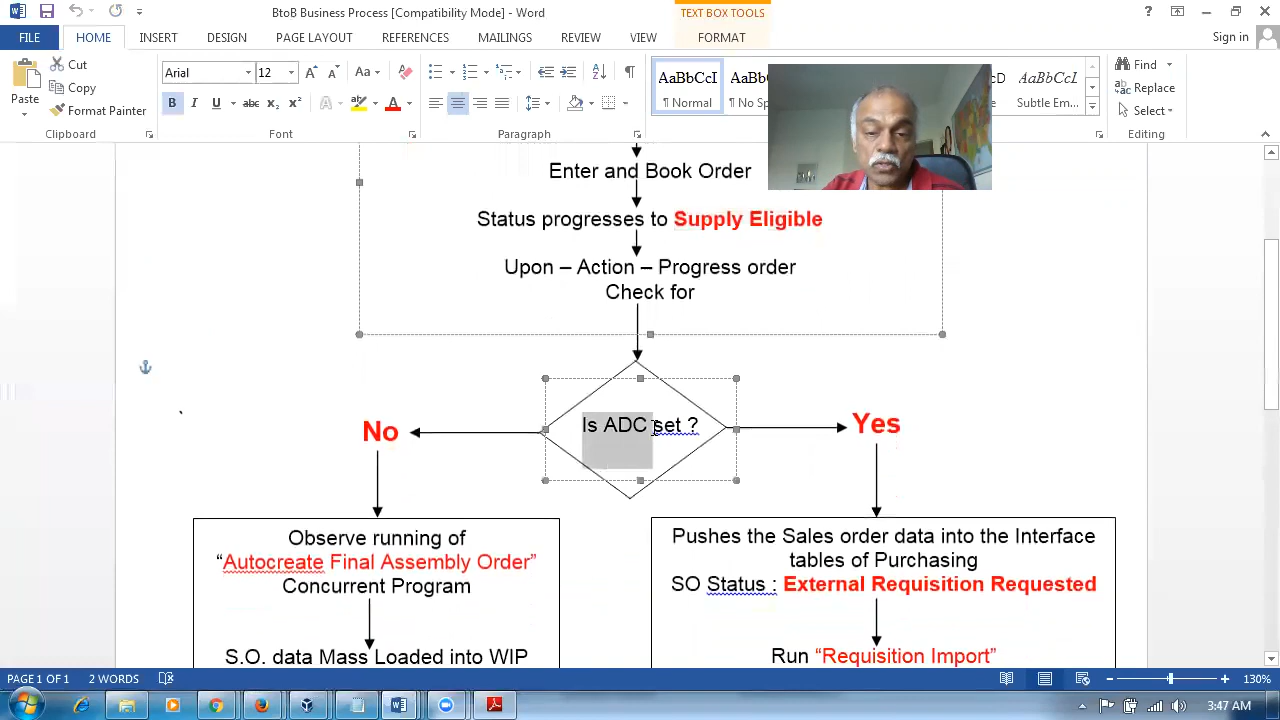 BtoB Business Process [Compatibility Mode] - Word
TEXT BOX TOOLS
FILE HOME INSERT DESIGN PAGE LAYOUT REFERENCES MAILINGS REVIEW VIEW FORMAT
Sign in
Paste
Cut
Copy
Format Painter
Clipboard
Arial 12
Font
Paragraph
AaBbCcI
¶ Normal
AaBbCcI
Subtle Em...
Find
Replace
Select
Editing
Enter and Book Order
Status progresses to Supply Eligible
Upon – Action – Progress order
Check for
Is ADC set ?
No
Yes
Observe running of
“Autocreate Final Assembly Order”
Concurrent Program
S.O. data Mass Loaded into WIP
Pushes the Sales order data into the Interface
tables of Purchasing
SO Status : External Requisition Requested
Run “Requisition Import”
PAGE 1 OF 1 2 WORDS
130%
3:47 AM